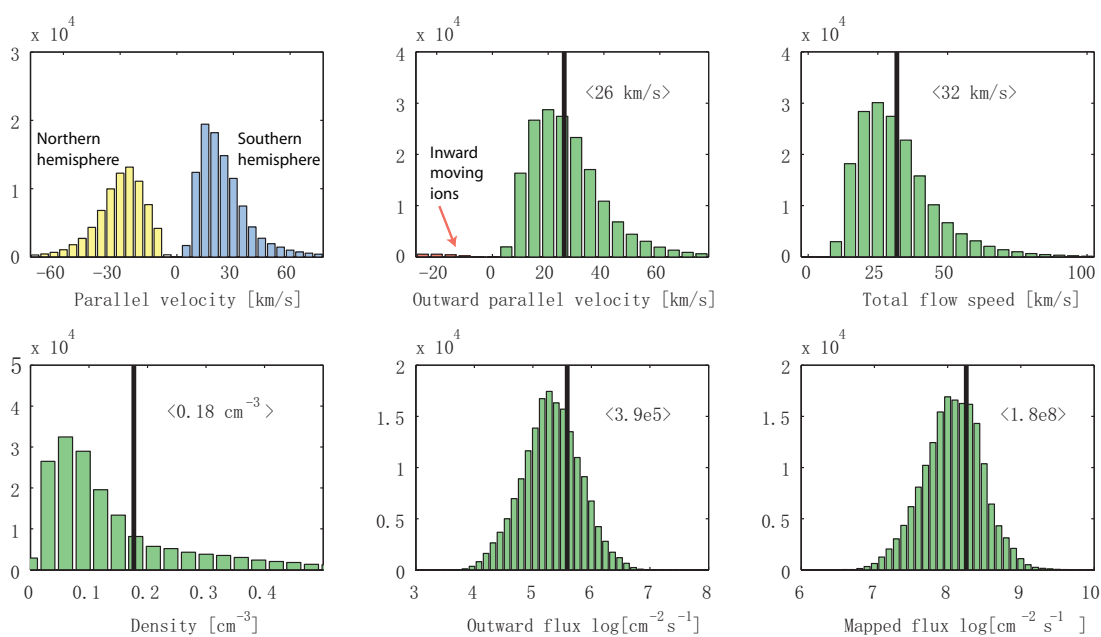 x 10^4
3
2
1
0
Northern
hemisphere
Southern
hemisphere
-60
-30
0
30
60
Parallel velocity [km/s]
x 10^4
4
3
2
1
0
<26 km/s>
Inward
moving
ions
-20
0
20
40
60
Outward parallel velocity [km/s]
x 10^4
4
3
2
1
0
<32 km/s>
0
25
50
100
Total flow speed [km/s]
x 10^4
5
4
3
2
1
0
<0.18 cm^-3>
0
0.1
0.2
0.3
0.4
Density [cm^-3]
x 10^4
2
1.5
1
0.5
0
<3.9e5>
3
4
5
6
7
8
Outward flux log[cm^-2 s^-1]
x 10^4
2
1.5
1
0.5
0
<1.8e8>
6
7
8
9
10
Mapped flux log[cm^-2 s^-1 ]